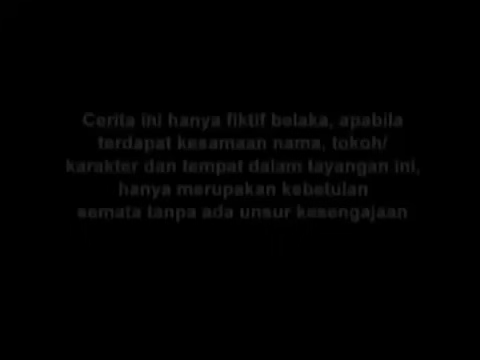 Cerita ini hanya fiktif belaka, apabila
terdapat kesamaan nama, tokoh/
karakter dan tempat dalam tayangan ini,
hanya merupakan kebetulan
semata tanpa ada unsur kesengajaan